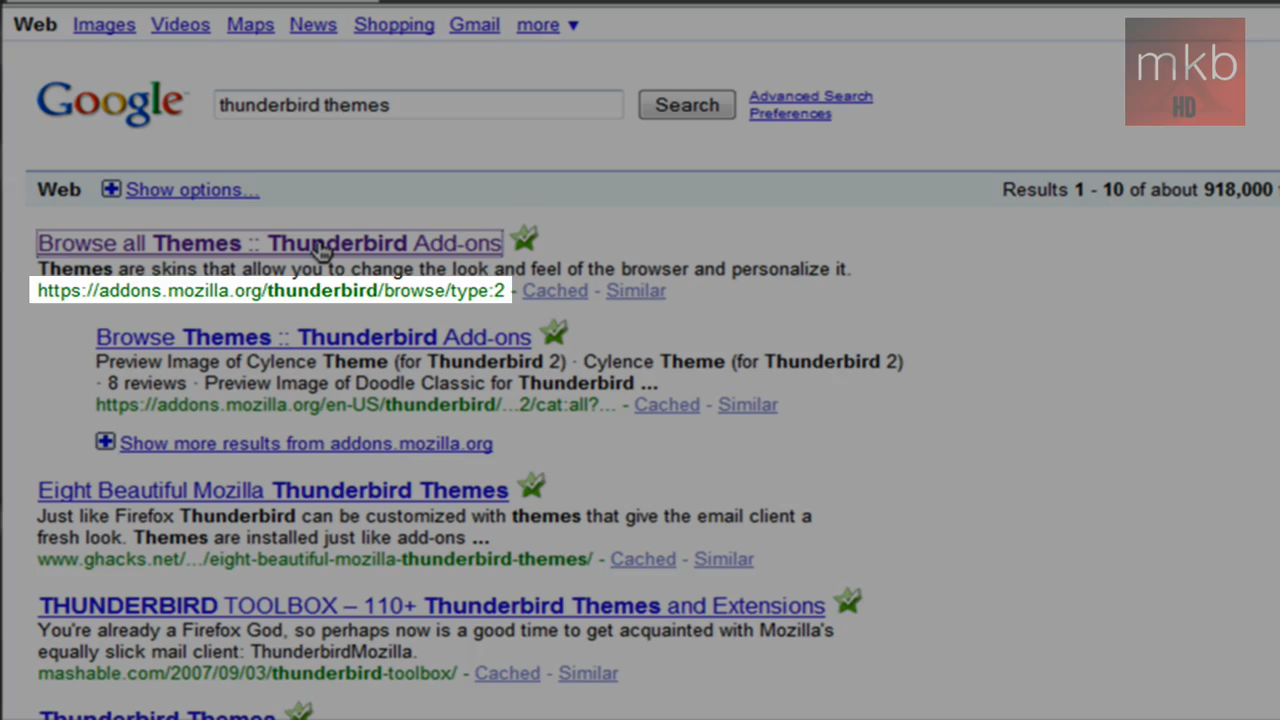 Web Images Videos Maps News Shopping Gmail more ▼
mkb
HD
Google thunderbird themes Search Advanced Search
Preferences
Web Show options... Results 1 - 10 of about 918,000
Browse all Themes :: Thunderbird Add-ons
Themes are skins that allow you to change the look and feel of the browser and personalize it.
https://addons.mozilla.org/thunderbird/browse/type:2 - Cached - Similar
Browse Themes :: Thunderbird Add-ons
Preview Image of Cylence Theme (for Thunderbird 2) · Cylence Theme (for Thunderbird 2)
· 8 reviews · Preview Image of Doodle Classic for Thunderbird ...
https://addons.mozilla.org/en-US/thunderbird/...2/cat:all?... - Cached - Similar
Show more results from addons.mozilla.org
Eight Beautiful Mozilla Thunderbird Themes
Just like Firefox Thunderbird can be customized with themes that give the email client a
fresh look. Themes are installed just like add-ons ...
www.ghacks.net/.../eight-beautiful-mozilla-thunderbird-themes/ - Cached - Similar
THUNDERBIRD TOOLBOX – 110+ Thunderbird Themes and Extensions
You're already a Firefox God, so perhaps now is a good time to get acquainted with Mozilla's
equally slick mail client: ThunderbirdMozilla.
mashable.com/2007/09/03/thunderbird-toolbox/ - Cached - Similar
Thunderbird Themes